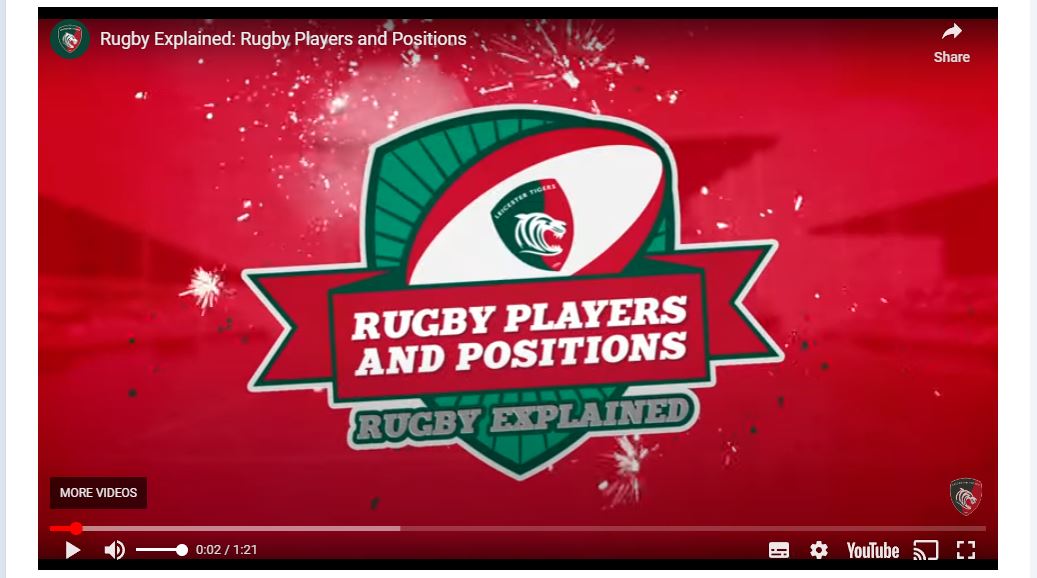 Rugby Explained: Rugby Players and Positions
Share
LEICESTER TIGERS
RUGBY PLAYERS
AND POSITIONS
RUGBY EXPLAINED
MORE VIDEOS
0:02 / 1:21
YouTube